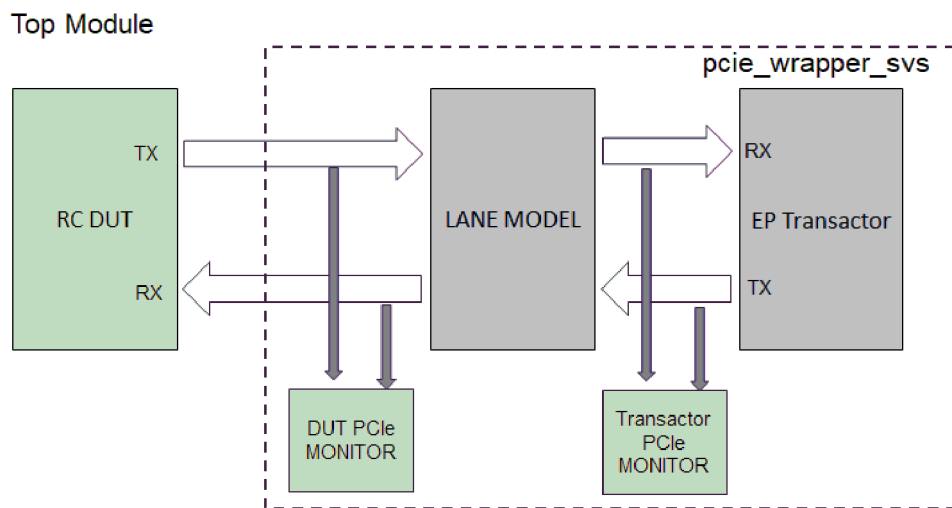 Top Module
pcie_wrapper_svs
TX
RX
RC DUT
LANE MODEL
EP Transactor
RX
TX
DUT PCIe
MONITOR
Transactor
PCIe
MONITOR